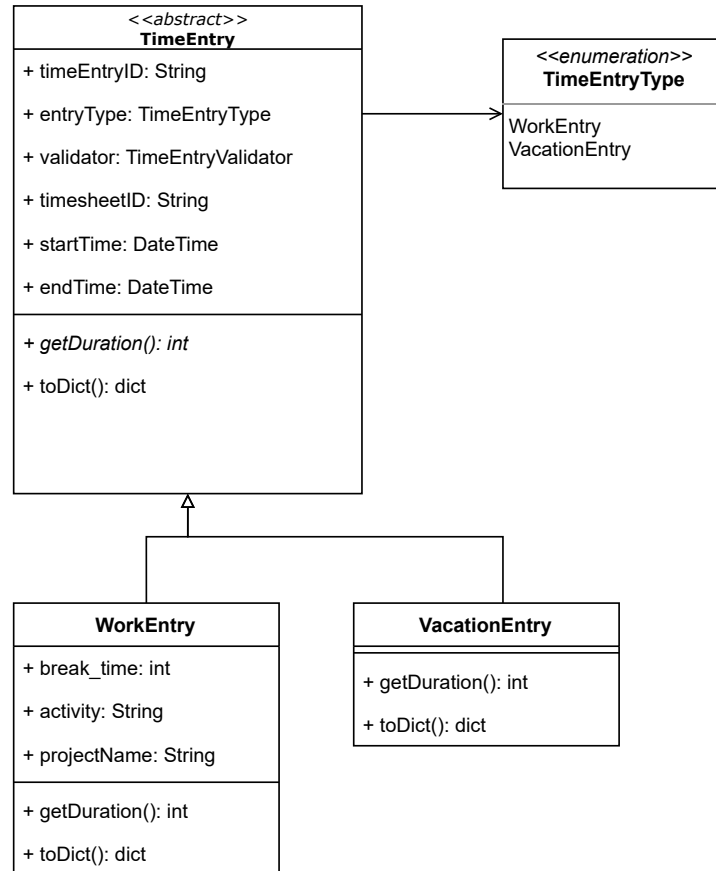 <<abstract>>
TimeEntry
+ timeEntryID: String
+ entryType: TimeEntryType
+ validator: TimeEntryValidator
+ timesheetID: String
+ startTime: DateTime
+ endTime: DateTime
+ getDuration(): int
+ toDict(): dict
<<enumeration>>
TimeEntryType
WorkEntry
VacationEntry
WorkEntry
+ break_time: int
+ activity: String
+ projectName: String
+ getDuration(): int
+ toDict(): dict
VacationEntry
+ getDuration(): int
+ toDict(): dict